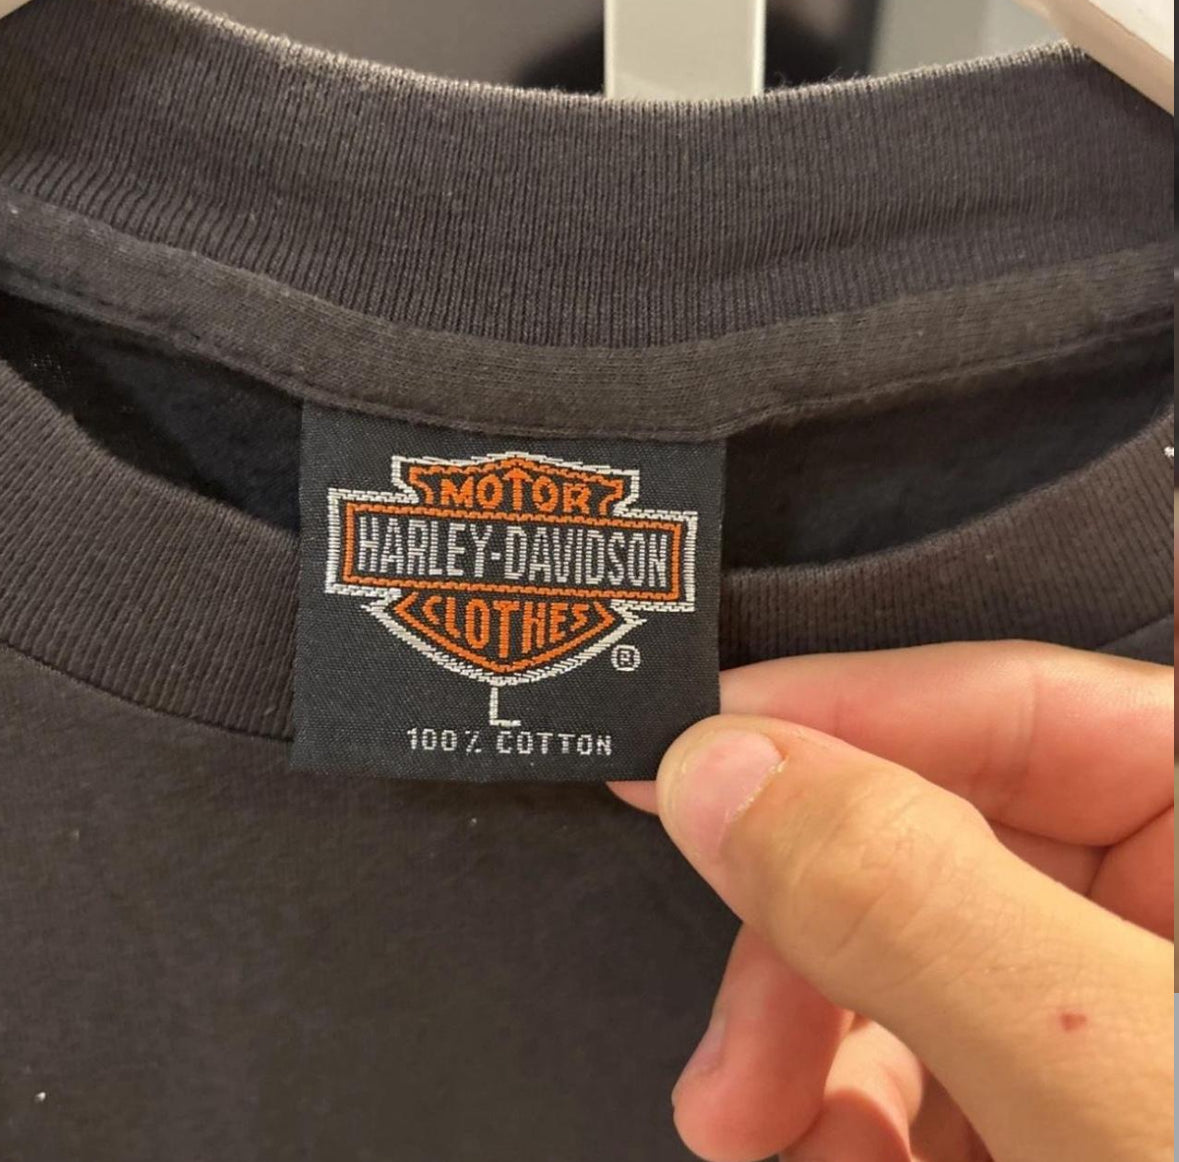 MOTOR
HARLEY-DAVIDSON
CLOTHES
®
L
100% COTTON